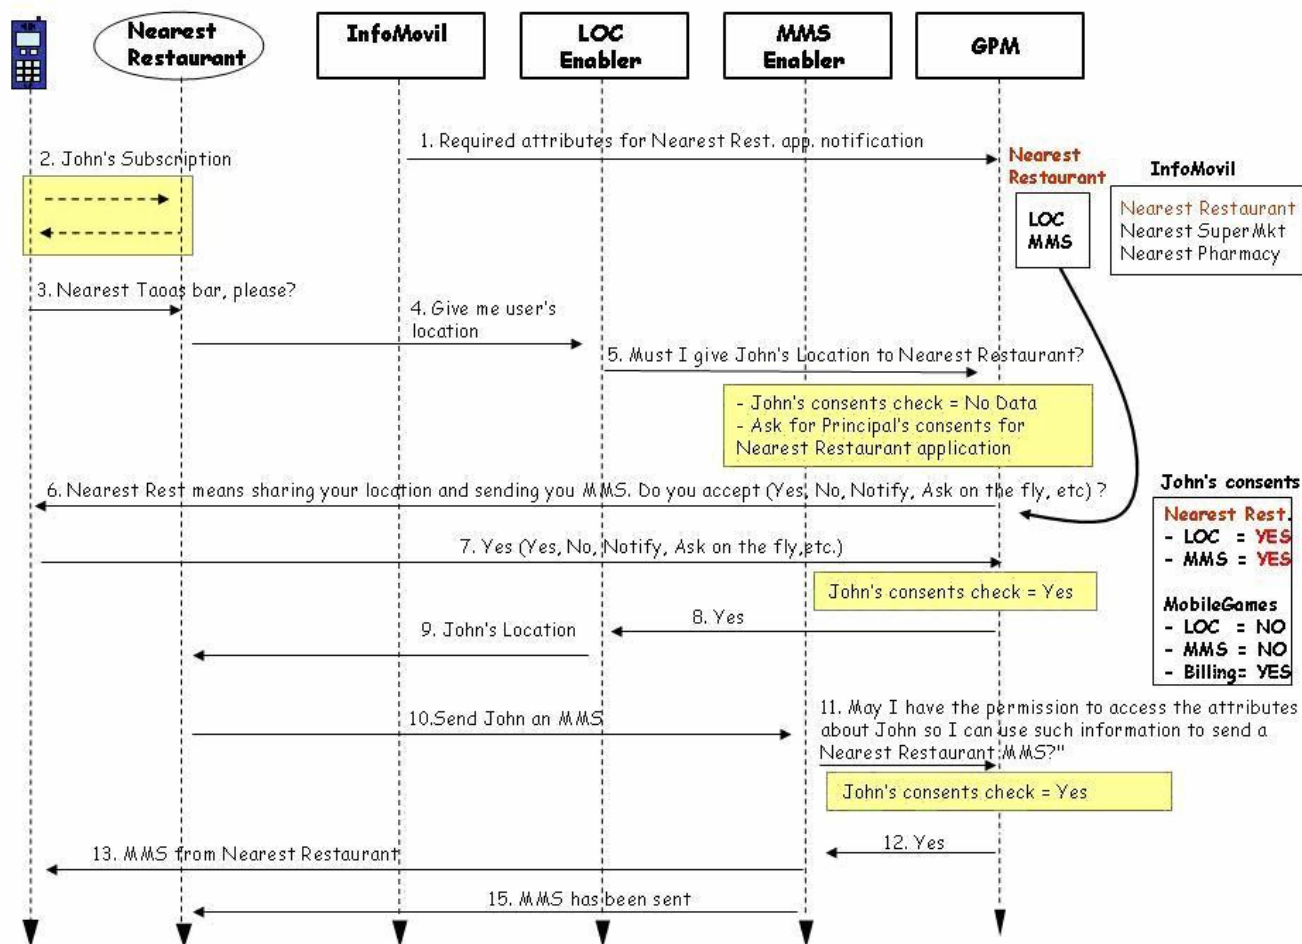 Nearest
Restaurant
InfoMovil
LOC
Enabler
MMS
Enabler
GPM
1. Required attributes for Nearest Rest. app. notification
2. John's Subscription
Nearest
Restaurant
LOC
MMS
InfoMovil
Nearest Restaurant
Nearest SuperMkt
Nearest Pharmacy
3. Nearest Taoas bar, please?
4. Give me user's
location
5. Must I give John's Location to Nearest Restaurant?
- John's consents check = No Data
- Ask for Principal's consents for
Nearest Restaurant application
6. Nearest Rest means sharing your location and sending you MMS. Do you accept (Yes, No, Notify, Ask on the fly, etc) ?
John's consents
Nearest Rest.
- LOC = YES
- MMS = YES
MobileGames
- LOC = NO
- MMS = NO
- Billing= YES
7. Yes (Yes, No, Notify, Ask on the fly,etc.)
John's consents check = Yes
8. Yes
9. John's Location
10.Send John an MMS
11. May I have the permission to access the attributes
about John so I can use such information to send a
Nearest Restaurant MMS?"
John's consents check = Yes
12. Yes
13. MMS from Nearest Restaurant
15. MMS has been sent